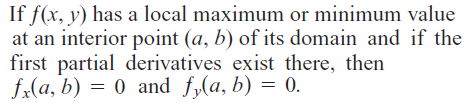 If f(x, y) has a local maximum or minimum value
at an interior point (a, b) of its domain and if the
first partial derivatives exist there, then
fₓ(a, b) = 0 and fᵧ(a, b) = 0.